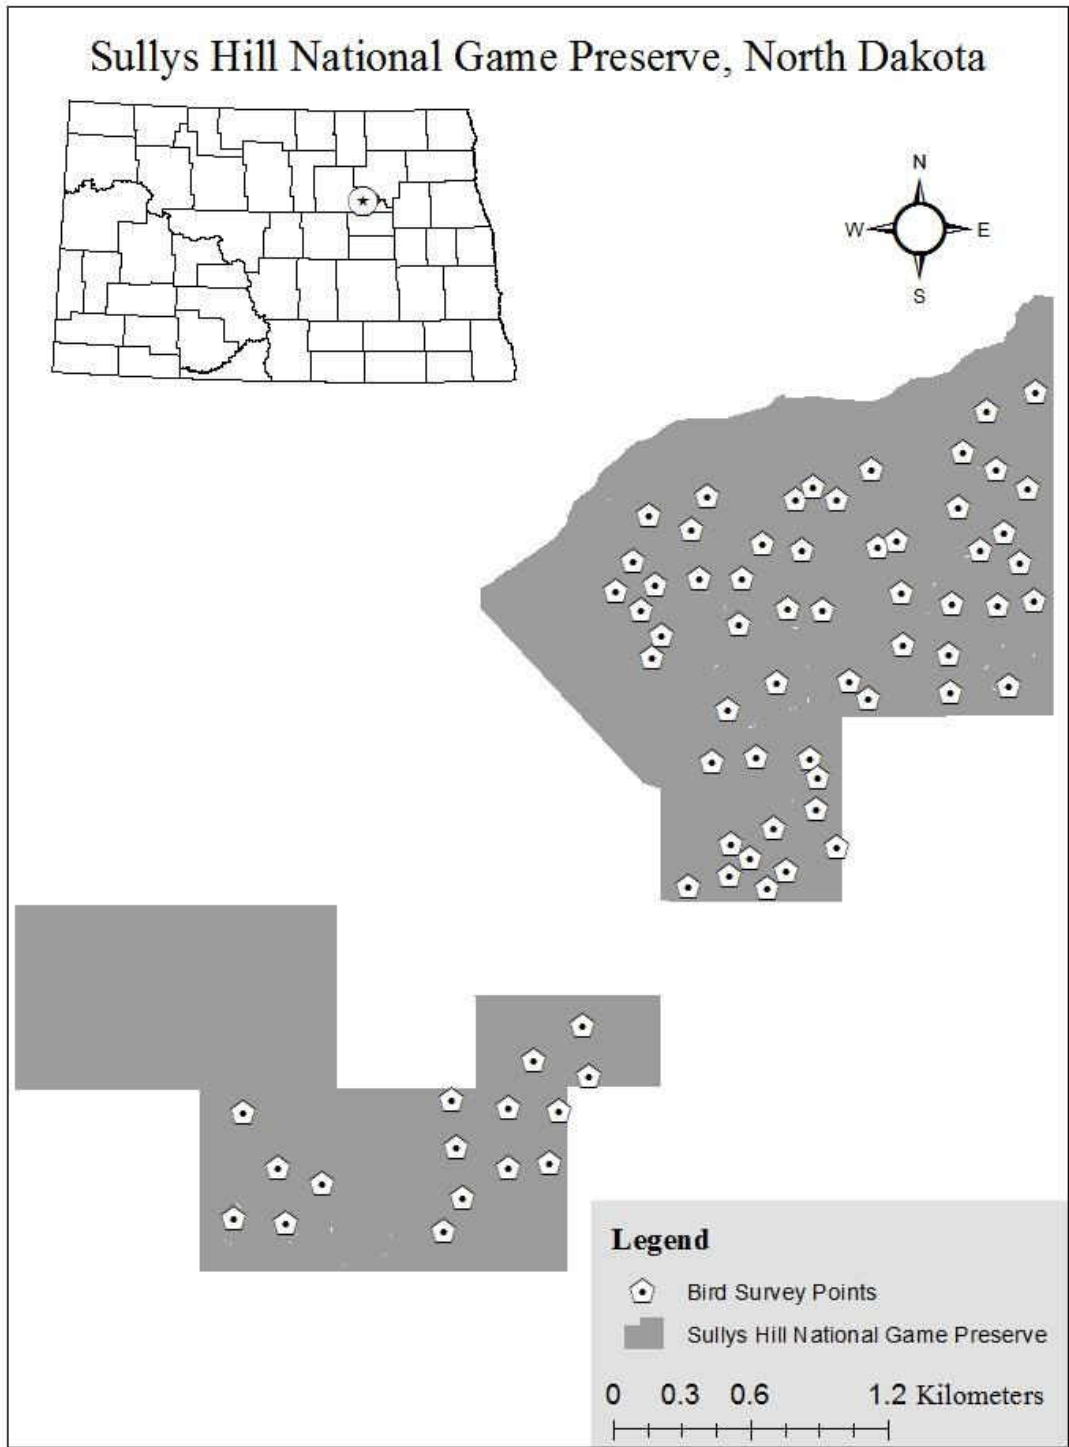 Sullys Hill National Game Preserve, North Dakota
N
W E
S
Legend
Bird Survey Points
Sullys Hill National Game Preserve
0 0.3 0.6 1.2 Kilometers